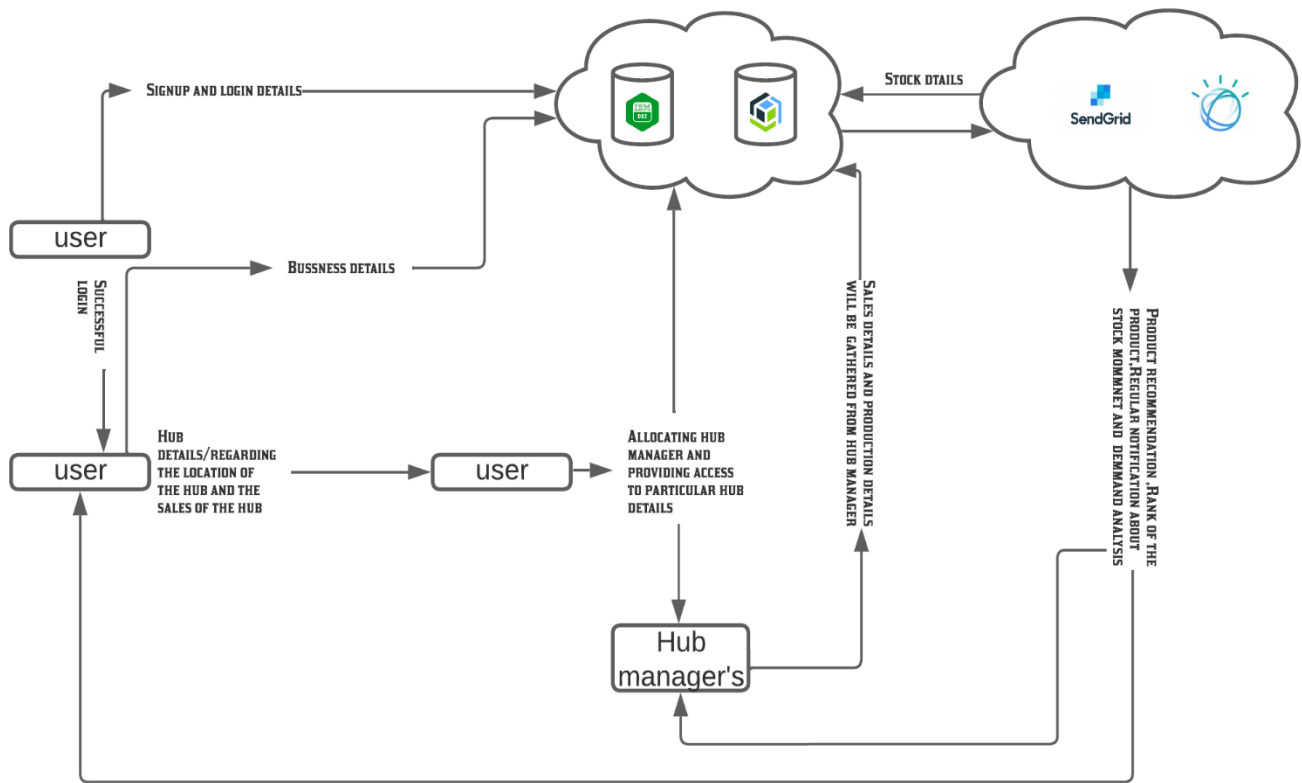 Signup and login details
Stock dtails
DB2
SendGrid
user
Bussness details
Successful
login
user
Hub
details/regarding
the location of
the hub and the
sales of the hub
user
Allocating hub
manager and
providing access
to particular hub
details
Sales details and production details
will be gathered from hub manager
Product recommendation ,Rank of the
product,Regular notification about
stock mommnet and demmand analysis
Hub
manager's